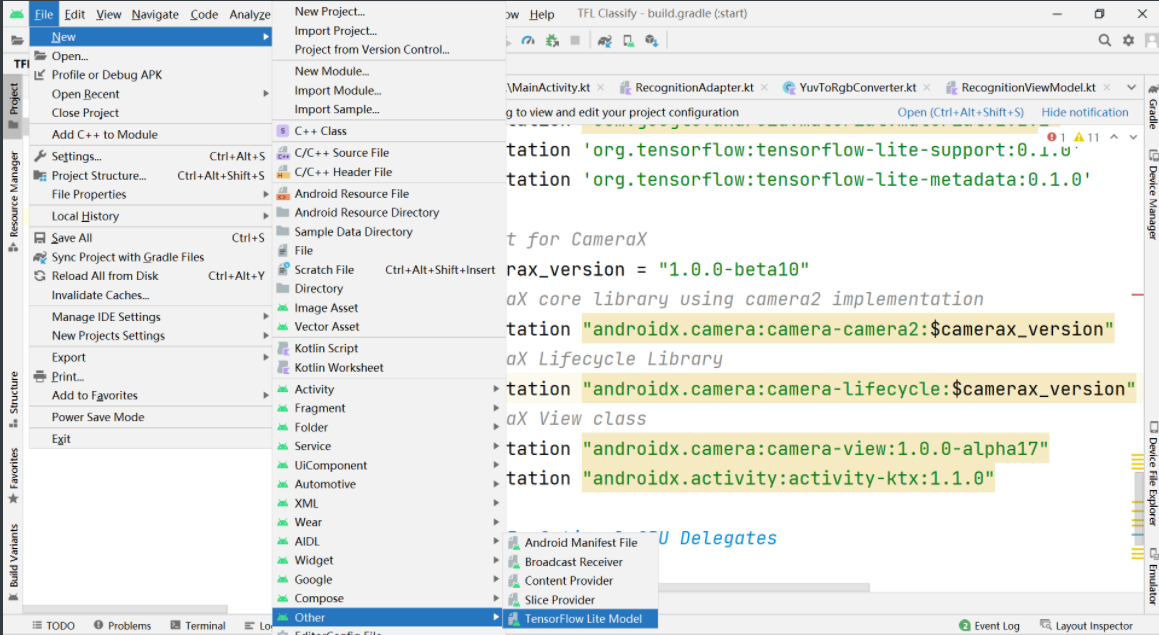 File Edit View Navigate Code Analyze
Help TFL Classify - build.gradle (:start)
New
Open...
Profile or Debug APK
Open Recent
Close Project
Add C++ to Module
Settings... Ctrl+Alt+S
Project Structure... Ctrl+Alt+Shift+S
File Properties
Local History
Save All Ctrl+S
Sync Project with Gradle Files
Reload All from Disk Ctrl+Alt+Y
Invalidate Caches...
Manage IDE Settings
New Projects Settings
Export
Print...
Add to Favorites
Power Save Mode
Exit
New Project...
Import Project...
Project from Version Control...
New Module...
Import Module...
Import Sample...
C++ Class
C/C++ Source File
C/C++ Header File
Android Resource File
Android Resource Directory
Sample Data Directory
File
Scratch File Ctrl+Alt+Shift+Insert
Directory
Image Asset
Vector Asset
Kotlin Script
Kotlin Worksheet
Activity
Fragment
Folder
Service
UiComponent
Automotive
XML
Wear
AIDL
Widget
Google
Compose
Other
EditorConfig File
Android Manifest File
Broadcast Receiver
Content Provider
Slice Provider
TensorFlow Lite Model
\MainActivity.kt RecognitionAdapter.kt YuvToRgbConverter.kt RecognitionViewModel.kt
g to view and edit your project configuration Open (Ctrl+Alt+Shift+S) Hide notification
1 11
tation 'org.tensorflow:tensorflow-lite-support:0.1.0'
tation 'org.tensorflow:tensorflow-lite-metadata:0.1.0'
t for CameraX
rax_version = "1.0.0-beta10"
aX core library using camera2 implementation
tation "androidx.camera:camera-camera2:$camerax_version"
aX Lifecycle Library
tation "androidx.camera:camera-lifecycle:$camerax_version"
aX View class
tation "androidx.camera:camera-view:1.0.0-alpha17"
tation "androidx.activity:activity-ktx:1.1.0"
U Delegates
Project
Resource Manager
Structure
Favorites
Build Variants
Gradle
Device Manager
Device File Explorer
Emulator
TODO Problems Terminal Lo
2 Event Log Layout Inspector